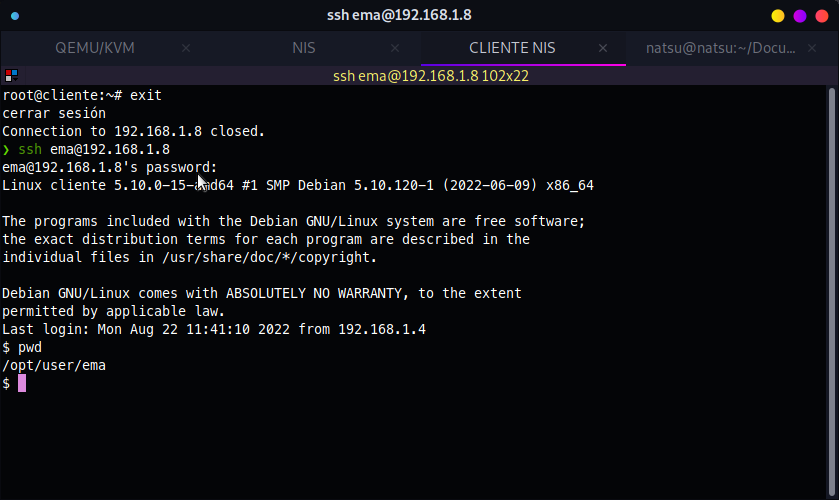 ssh ema@192.168.1.8
QEMU/KVM × NIS × CLIENTE NIS × natsu@natsu:~/Docu... ×
ssh ema@192.168.1.8 102x22
root@cliente:~# exit
cerrar sesión
Connection to 192.168.1.8 closed.
❯ ssh ema@192.168.1.8
ema@192.168.1.8's password:
Linux cliente 5.10.0-15-amd64 #1 SMP Debian 5.10.120-1 (2022-06-09) x86_64
The programs included with the Debian GNU/Linux system are free software;
the exact distribution terms for each program are described in the
individual files in /usr/share/doc/*/copyright.
Debian GNU/Linux comes with ABSOLUTELY NO WARRANTY, to the extent
permitted by applicable law.
Last login: Mon Aug 22 11:41:10 2022 from 192.168.1.4
$ pwd
/opt/user/ema
$